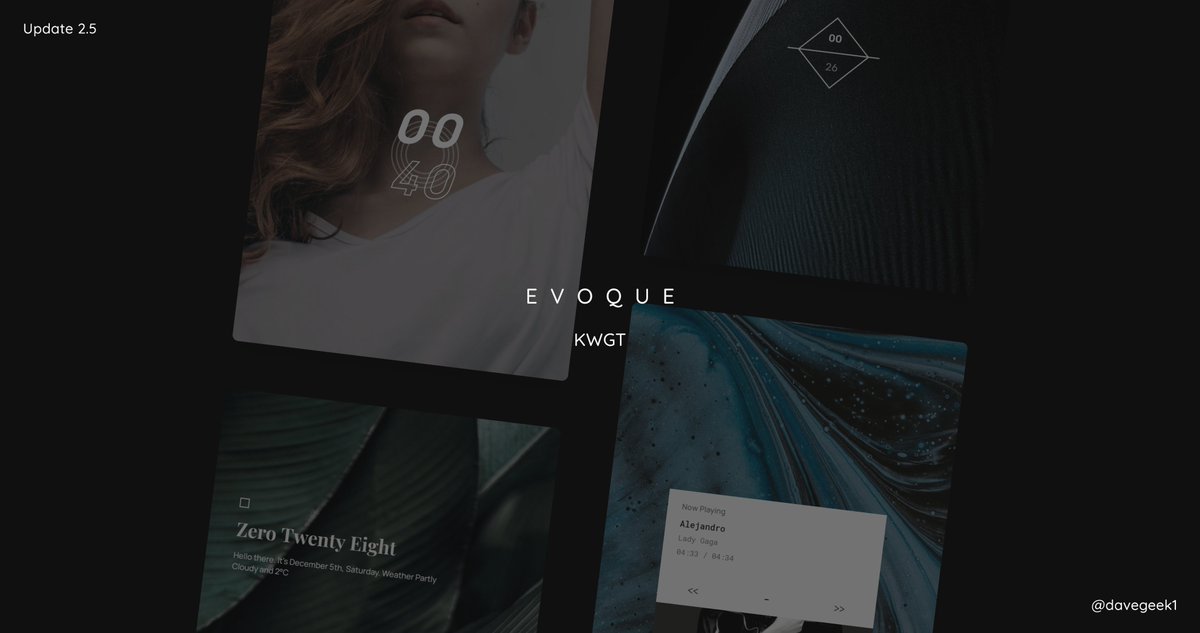 Update 2.5
00
40
00
26
E V O Q U E
KWGT
Zero Twenty Eight
Hello there. It's December 5th, Saturday. Weather Partly
Cloudy and 2°C
Now Playing
Alejandro
Lady Gaga
04:33 / 04:34
<< – >>
@davegeek1